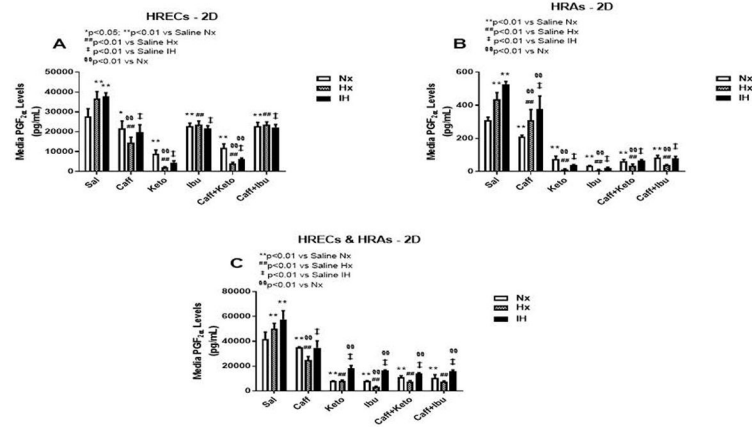 HRECs - 2D
A
*p<0.05; **p<0.01 vs Saline Nx
##p<0.01 vs Saline Hx
‡p<0.01 vs Saline IH
◊◊p<0.01 vs Nx
Media PGF2α Levels
(pg/mL)
50000
40000
30000
20000
10000
0
Nx
Hx
IH
* ** ** ** ** ** **
## ## ## ## ##
‡ ‡ ‡ ‡ ‡
◊◊ ◊◊ ◊◊ ◊◊ ◊◊
Sal
Caff
Keto
Ibu
Caff+Keto
Caff+Ibu
HRAs - 2D
B
**p<0.01 vs Saline Nx
##p<0.01 vs Saline Hx
‡p<0.01 vs Saline IH
◊◊p<0.01 vs Nx
Media PGF2α Levels
(pg/mL)
600
400
200
0
Nx
Hx
IH
** ** ** ** ** ** **
## ## ## ## ##
‡ ‡ ‡ ‡ ‡
Sal
Caff
Keto
Ibu
Caff+Keto
Caff+Ibu
HRECs & HRAs - 2D
C
**p<0.01 vs Saline Nx
##p<0.01 vs Saline Hx
‡ p<0.01 vs Saline IH
◊◊p<0.01 vs Nx
Media PGF2α Levels
(pg/mL)
80000
60000
40000
20000
0
Nx
Hx
IH
** ** ** ** ** ** **
## ## ## ## ##
‡ ‡ ‡ ‡ ‡
Sal
Caff
Keto
Ibu
Caff+Keto
Caff+Ibu